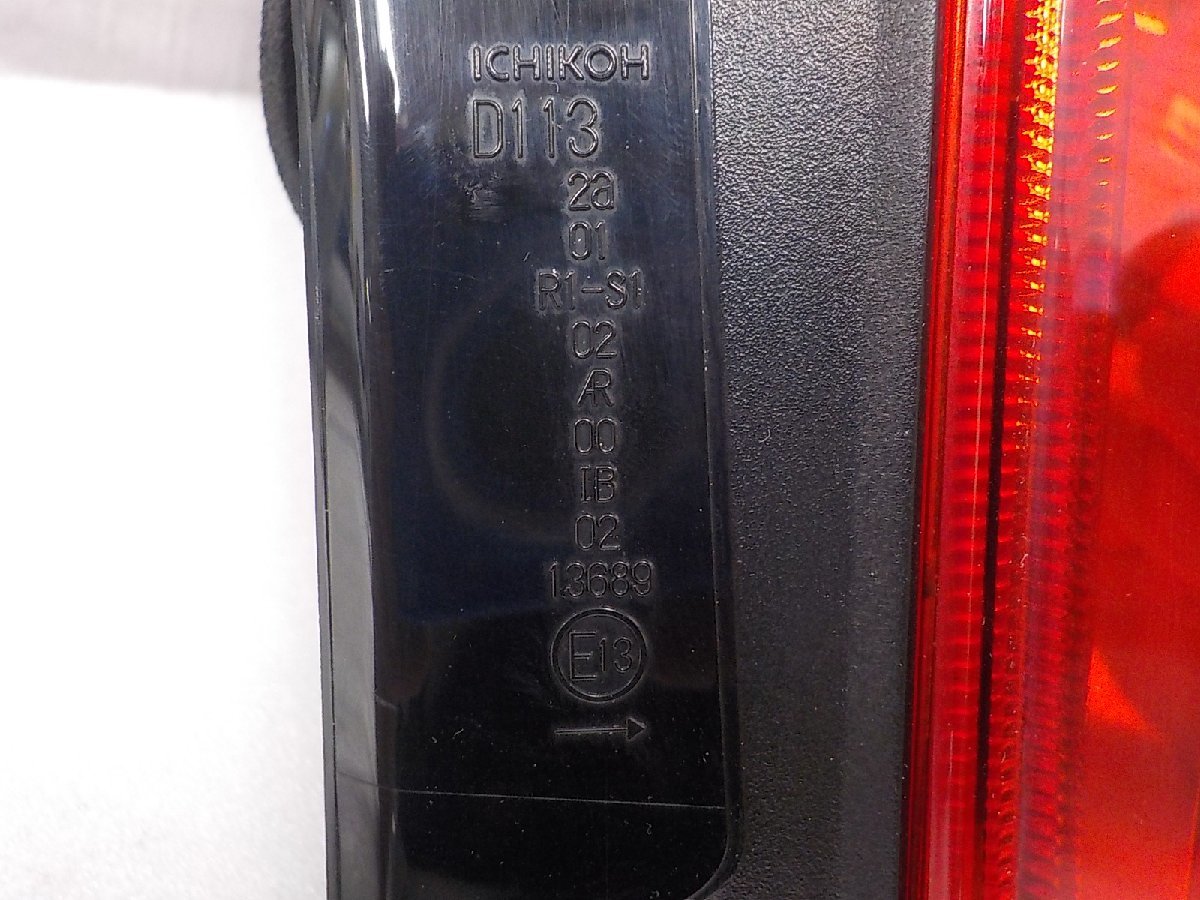 ICHIKOH
D113
2a
01
R1-S1
02
AR
00
IB
02
13689
E13